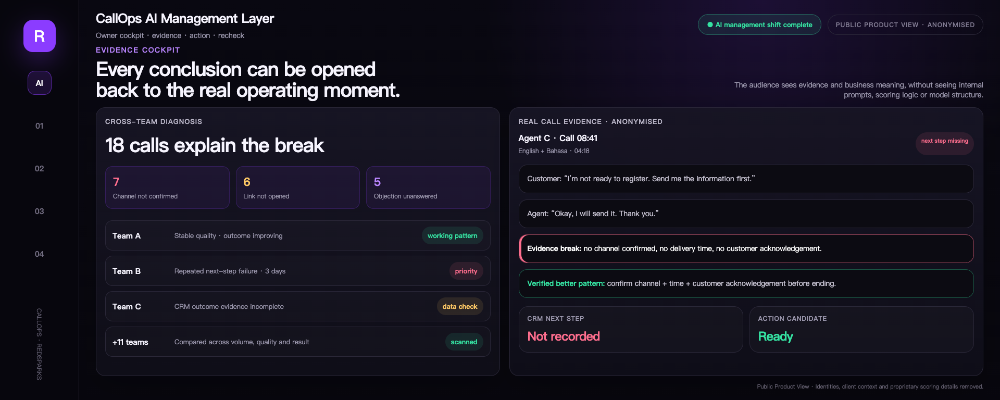 R
AI
01
02
03
04
CALLOPS · REDSPARKS
CallOps AI Management Layer
Owner cockpit · evidence · action · recheck
AI management shift complete
PUBLIC PRODUCT VIEW · ANONYMISED
EVIDENCE COCKPIT
Every conclusion can be opened
back to the real operating moment.
The audience sees evidence and business meaning, without seeing internal
prompts, scoring logic or model structure.
CROSS-TEAM DIAGNOSIS
18 calls explain the break
7
Channel not confirmed
6
Link not opened
5
Objection unanswered
Team A
Stable quality · outcome improving
working pattern
Team B
Repeated next-step failure · 3 days
priority
Team C
CRM outcome evidence incomplete
data check
+11 teams
Compared across volume, quality and result
scanned
REAL CALL EVIDENCE · ANONYMISED
Agent C · Call 08:41
English + Bahasa · 04:18
next step missing
Customer: “I’m not ready to register. Send me the information first.”
Agent: “Okay, I will send it. Thank you.”
Evidence break: no channel confirmed, no delivery time, no customer acknowledgement.
Verified better pattern: confirm channel + time + customer acknowledgement before ending.
CRM NEXT STEP
Not recorded
ACTION CANDIDATE
Ready
Public Product View · Identities, client context and proprietary scoring details removed.